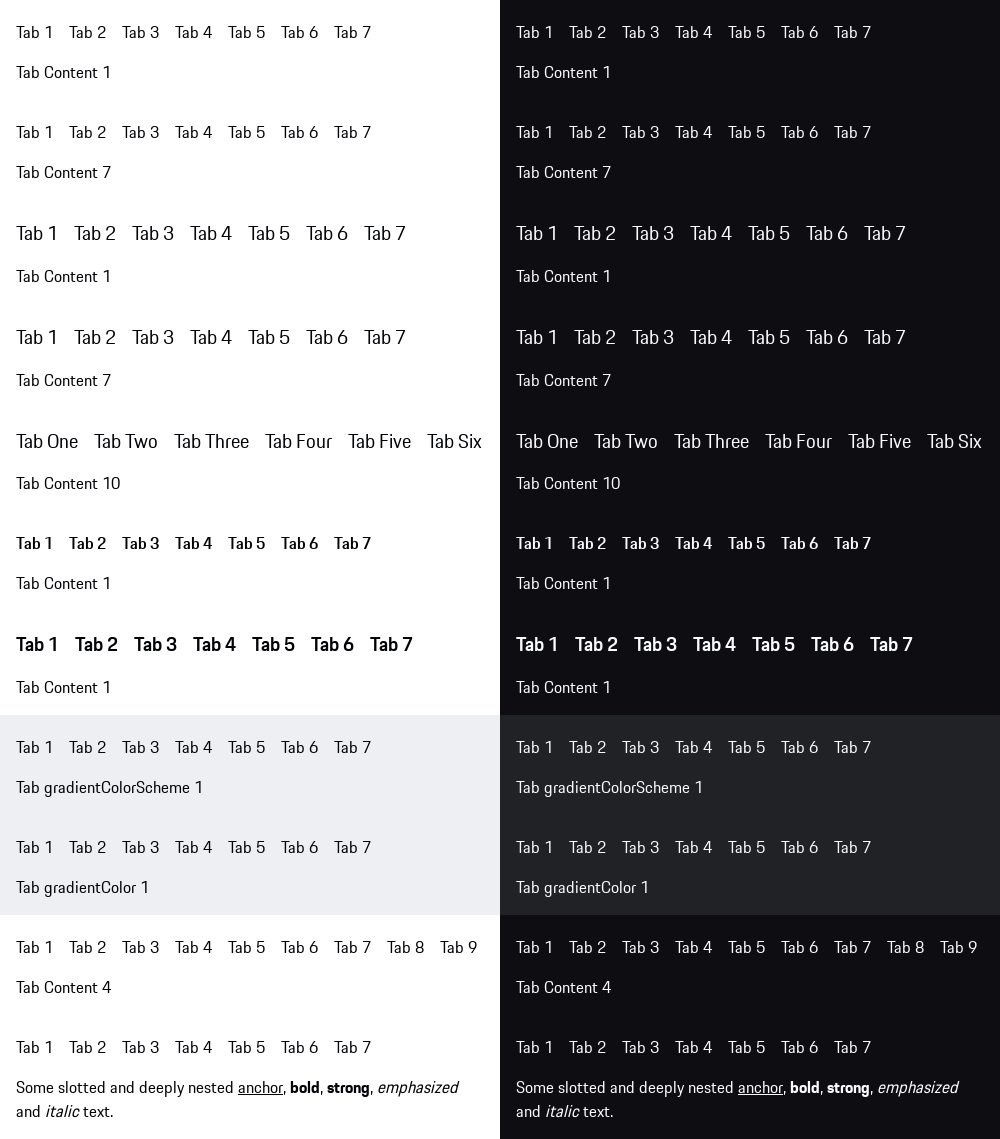 Tab 1 Tab 2 Tab 3 Tab 4 Tab 5 Tab 6 Tab 7
Tab Content 1
Tab 1 Tab 2 Tab 3 Tab 4 Tab 5 Tab 6 Tab 7
Tab Content 7
Tab 1 Tab 2 Tab 3 Tab 4 Tab 5 Tab 6 Tab 7
Tab Content 1
Tab 1 Tab 2 Tab 3 Tab 4 Tab 5 Tab 6 Tab 7
Tab Content 7
Tab One Tab Two Tab Three Tab Four Tab Five Tab Six
Tab Content 10
Tab 1 Tab 2 Tab 3 Tab 4 Tab 5 Tab 6 Tab 7
Tab Content 1
Tab 1 Tab 2 Tab 3 Tab 4 Tab 5 Tab 6 Tab 7
Tab Content 1
Tab 1 Tab 2 Tab 3 Tab 4 Tab 5 Tab 6 Tab 7
Tab gradientColorScheme 1
Tab 1 Tab 2 Tab 3 Tab 4 Tab 5 Tab 6 Tab 7
Tab gradientColor 1
Tab 1 Tab 2 Tab 3 Tab 4 Tab 5 Tab 6 Tab 7 Tab 8 Tab 9
Tab Content 4
Tab 1 Tab 2 Tab 3 Tab 4 Tab 5 Tab 6 Tab 7
Some slotted and deeply nested anchor, bold, strong, emphasized
and italic text.
Tab 1 Tab 2 Tab 3 Tab 4 Tab 5 Tab 6 Tab 7
Tab Content 1
Tab 1 Tab 2 Tab 3 Tab 4 Tab 5 Tab 6 Tab 7
Tab Content 7
Tab 1 Tab 2 Tab 3 Tab 4 Tab 5 Tab 6 Tab 7
Tab Content 1
Tab 1 Tab 2 Tab 3 Tab 4 Tab 5 Tab 6 Tab 7
Tab Content 7
Tab One Tab Two Tab Three Tab Four Tab Five Tab Six
Tab Content 10
Tab 1 Tab 2 Tab 3 Tab 4 Tab 5 Tab 6 Tab 7
Tab Content 1
Tab 1 Tab 2 Tab 3 Tab 4 Tab 5 Tab 6 Tab 7
Tab Content 1
Tab 1 Tab 2 Tab 3 Tab 4 Tab 5 Tab 6 Tab 7
Tab gradientColorScheme 1
Tab 1 Tab 2 Tab 3 Tab 4 Tab 5 Tab 6 Tab 7
Tab gradientColor 1
Tab 1 Tab 2 Tab 3 Tab 4 Tab 5 Tab 6 Tab 7 Tab 8 Tab 9
Tab Content 4
Tab 1 Tab 2 Tab 3 Tab 4 Tab 5 Tab 6 Tab 7
Some slotted and deeply nested anchor, bold, strong, emphasized
and italic text.